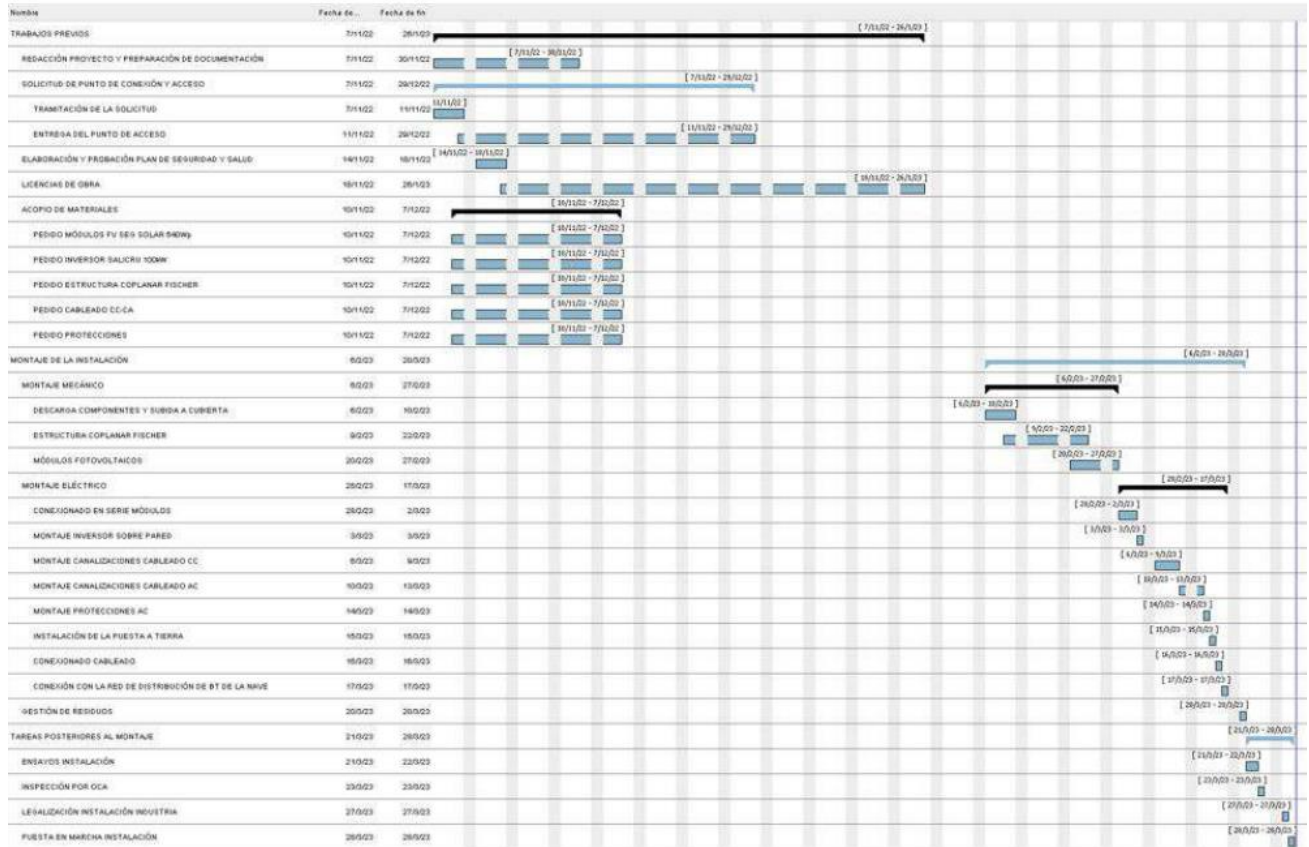 Nombre Fecha de... Fecha de fin
TRABAJOS PREVIOS 7/11/22 26/1/23 [ 7/11/22 - 26/1/23 ]
REDACCIÓN PROYECTO Y PREPARACIÓN DE DOCUMENTACIÓN 7/11/22 30/11/22 [ 7/11/22 - 30/11/22 ]
SOLICITUD DE PUNTO DE CONEXIÓN Y ACCESO 7/11/22 29/12/22 [ 7/11/22 - 29/12/22 ]
TRAMITACIÓN DE LA SOLICITUD 7/11/22 11/11/22 11/11/22 ]
ENTREGA DEL PUNTO DE ACCESO 11/11/22 29/12/22 [ 11/11/22 - 29/12/22 ]
ELABORACIÓN Y PROBACIÓN PLAN DE SEGURIDAD Y SALUD 14/11/22 18/11/22 [ 14/11/22 - 18/11/22 ]
LICENCIAS DE OBRA 18/11/22 26/1/23 [ 18/11/22 - 26/1/23 ]
ACOPIO DE MATERIALES 10/11/22 7/12/22 [ 10/11/22 - 7/12/22 ]
PEDIDO MÓDULOS FV SEG SOLAR 540Wp 10/11/22 7/12/22 [ 10/11/22 - 7/12/22 ]
PEDIDO INVERSOR SALICRU 100kW 10/11/22 7/12/22 [ 10/11/22 - 7/12/22 ]
PEDIDO ESTRUCTURA COPLANAR FISCHER 10/11/22 7/12/22 [ 10/11/22 - 7/12/22 ]
PEDIDO CABLEADO CC-CA 10/11/22 7/12/22 [ 10/11/22 - 7/12/22 ]
PEDIDO PROTECCIONES 10/11/22 7/12/22 [ 10/11/22 - 7/12/22 ]
MONTAJE DE LA INSTALACIÓN 6/2/23 20/3/23 [ 6/2/23 - 20/3/23 ]
MONTAJE MECÁNICO 6/2/23 27/2/23 [ 6/2/23 - 27/2/23 ]
DESCARGA COMPONENTES Y SUBIDA A CUBIERTA 6/2/23 10/2/23 [ 6/2/23 - 10/2/23 ]
ESTRUCTURA COPLANAR FISCHER 9/2/23 22/2/23 [ 9/2/23 - 22/2/23 ]
MÓDULOS FOTOVOLTAICOS 20/2/23 27/2/23 [ 20/2/23 - 27/2/23 ]
MONTAJE ELÉCTRICO 28/2/23 17/3/23 [ 28/2/23 - 17/3/23 ]
CONEXIONADO EN SERIE MÓDULOS 28/2/23 2/3/23 [ 28/2/23 - 2/3/23 ]
MONTAJE INVERSOR SOBRE PARED 3/3/23 3/3/23 [ 3/3/23 - 3/3/23 ]
MONTAJE CANALIZACIONES CABLEADO CC 6/3/23 9/3/23 [ 6/3/23 - 9/3/23 ]
MONTAJE CANALIZACIONES CABLEADO AC 10/3/23 13/3/23 [ 10/3/23 - 13/3/23 ]
MONTAJE PROTECCIONES AC 14/3/23 14/3/23 [ 14/3/23 - 14/3/23 ]
INSTALACIÓN DE LA PUESTA A TIERRA 15/3/23 15/3/23 [ 15/3/23 - 15/3/23 ]
CONEXIONADO CABLEADO 16/3/23 16/3/23 [ 16/3/23 - 16/3/23 ]
CONEXIÓN CON LA RED DE DISTRIBUCIÓN DE BT DE LA NAVE 17/3/23 17/3/23 [ 17/3/23 - 17/3/23 ]
GESTIÓN DE RESIDUOS 20/3/23 20/3/23 [ 20/3/23 - 20/3/23 ]
TAREAS POSTERIORES AL MONTAJE 21/3/23 28/3/23 [ 21/3/23 - 28/3/23 ]
ENSAYOS INSTALACIÓN 21/3/23 22/3/23 [ 21/3/23 - 22/3/23 ]
INSPECCIÓN POR OCA 23/3/23 23/3/23 [ 23/3/23 - 23/3/23 ]
LEGALIZACIÓN INSTALACIÓN INDUSTRIA 27/3/23 27/3/23 [ 27/3/23 - 27/3/23 ]
PUESTA EN MARCHA INSTALACIÓN 28/3/23 28/3/23 [ 28/3/23 - 28/3/23 ]